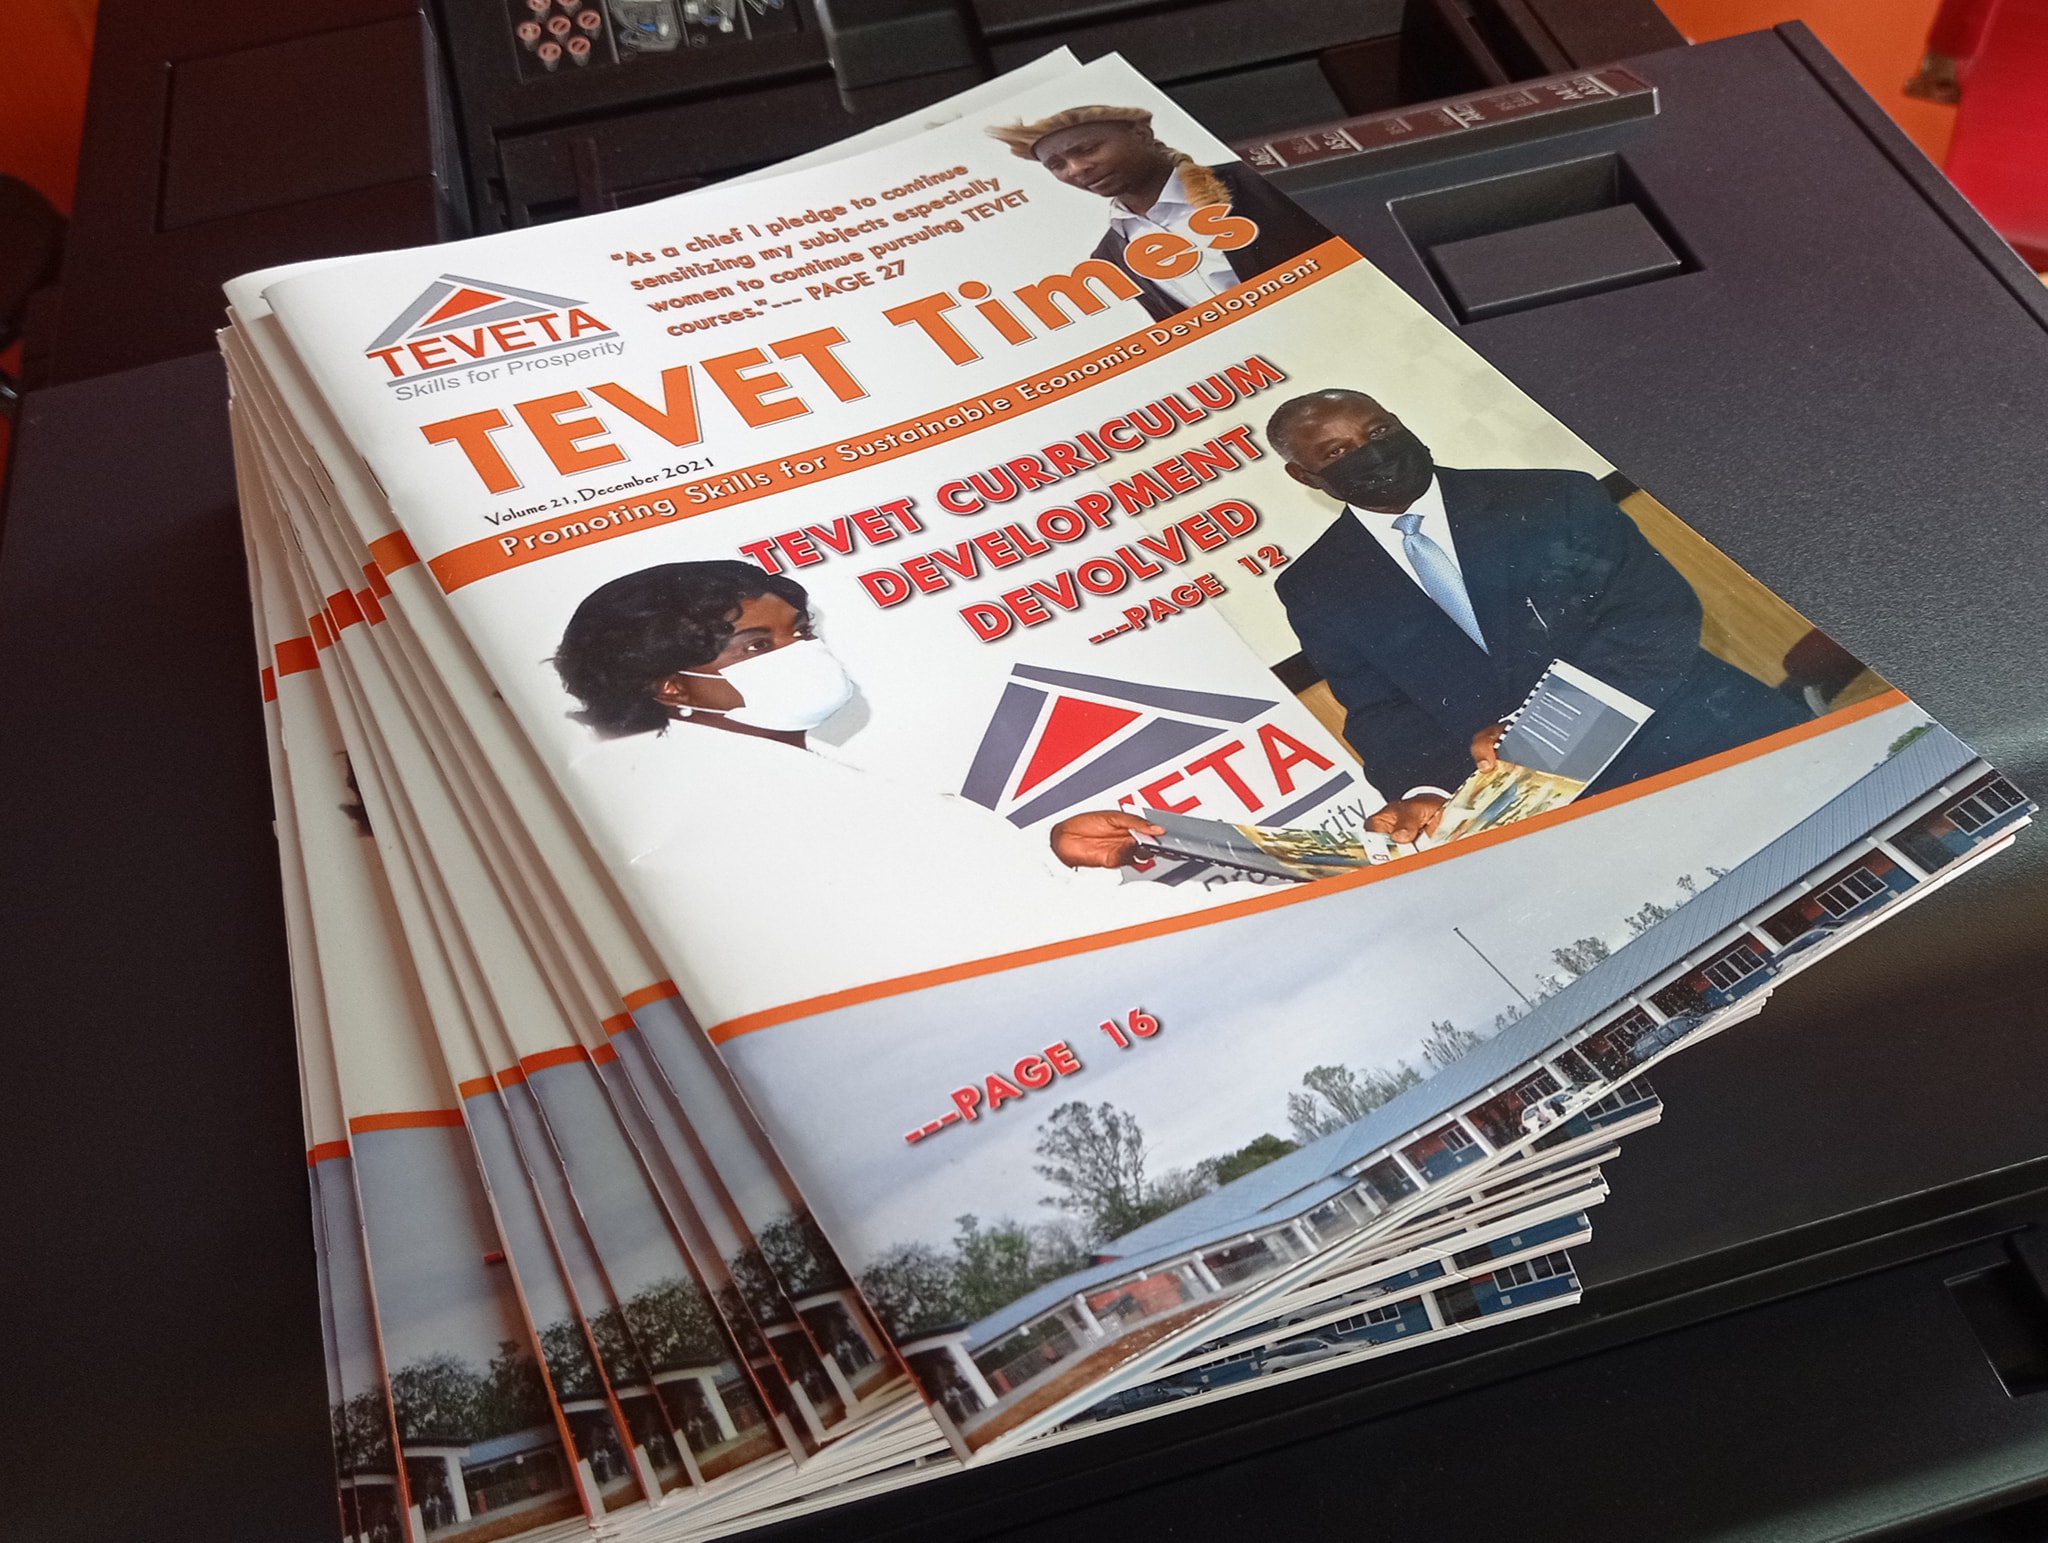 "As a chief I pledge to continue
sensitizing my subjects especially
women to continue pursuing TEVET
courses."--- PAGE 27
TEVETA
Skills for Prosperity
TEVET Times
Volume 21, December 2021
Promoting Skills for Sustainable Economic Development
TEVET CURRICULUM
DEVELOPMENT
DEVOLVED
---PAGE 12
---PAGE 16